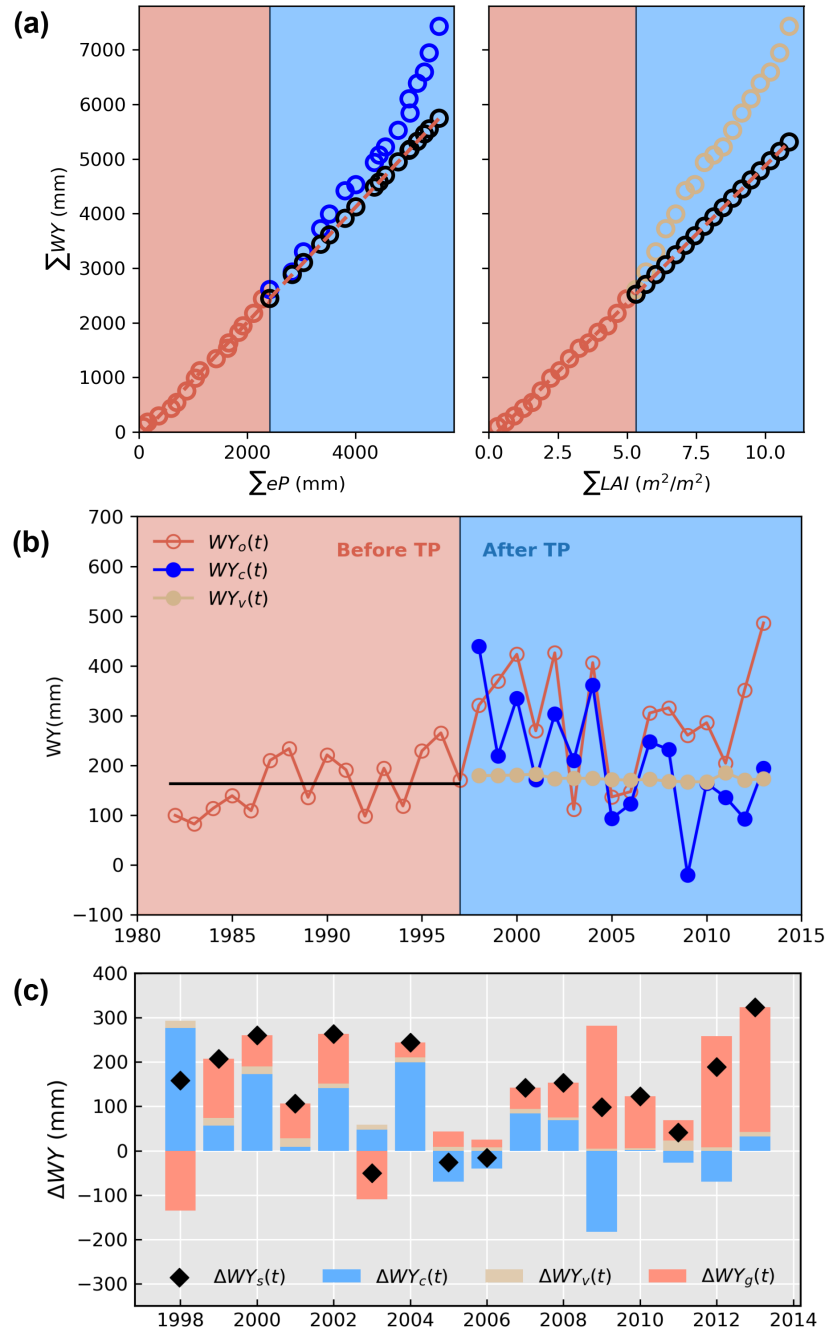 (a)
7000
6000
5000
4000
3000
2000
1000
0
∑WY (mm)
0 2000 4000
∑eP (mm)
0.0 2.5 5.0 7.5 10.0
∑LAI (m²/m²)
(b)
700
600
500
400
300
200
100
0
−100
WY(mm)
WYₒ(t)
WY_c(t)
WYᵥ(t)
Before TP
After TP
1980 1985 1990 1995 2000 2005 2010 2015
(c)
400
300
200
100
0
−100
−200
−300
ΔWY (mm)
ΔWYₛ(t) ΔWY_c(t) ΔWYᵥ(t) ΔWY_g(t)
1998 2000 2002 2004 2006 2008 2010 2012 2014